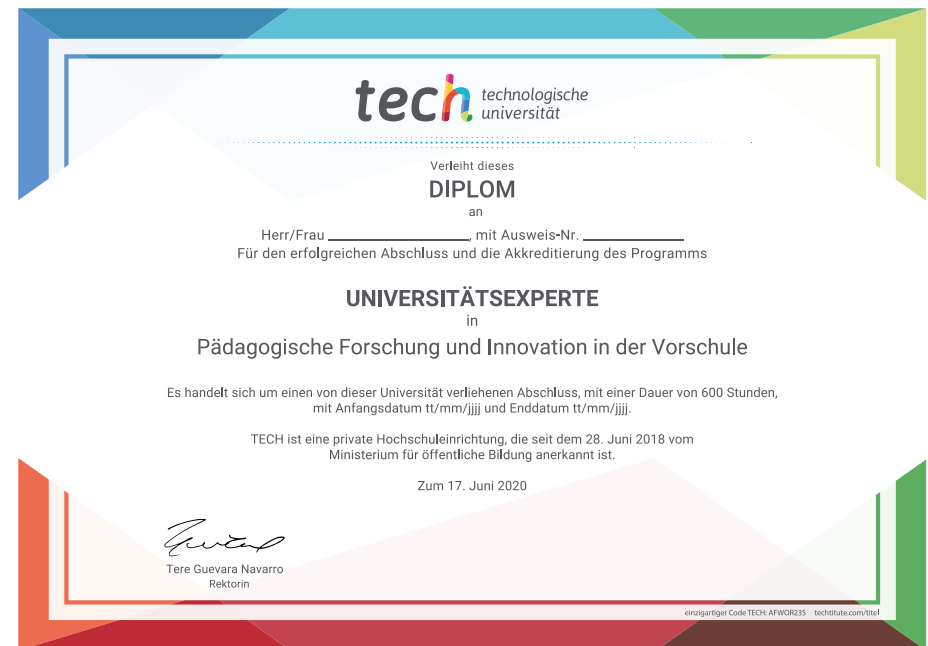 tech technologische
universität
Verleiht dieses
DIPLOM
an
Herr/Frau ____________________, mit Ausweis-Nr. ______________
Für den erfolgreichen Abschluss und die Akkreditierung des Programms
UNIVERSITÄTSEXPERTE
in
Pädagogische Forschung und Innovation in der Vorschule
Es handelt sich um einen von dieser Universität verliehenen Abschluss, mit einer Dauer von 600 Stunden,
mit Anfangsdatum tt/mm/jjjj und Enddatum tt/mm/jjjj.
TECH ist eine private Hochschuleinrichtung, die seit dem 28. Juni 2018 vom
Ministerium für öffentliche Bildung anerkannt ist.
Zum 17. Juni 2020
Tere Guevara Navarro
Rektorin
einzigartiger Code TECH: AFWOR23S techtitute.com/titel